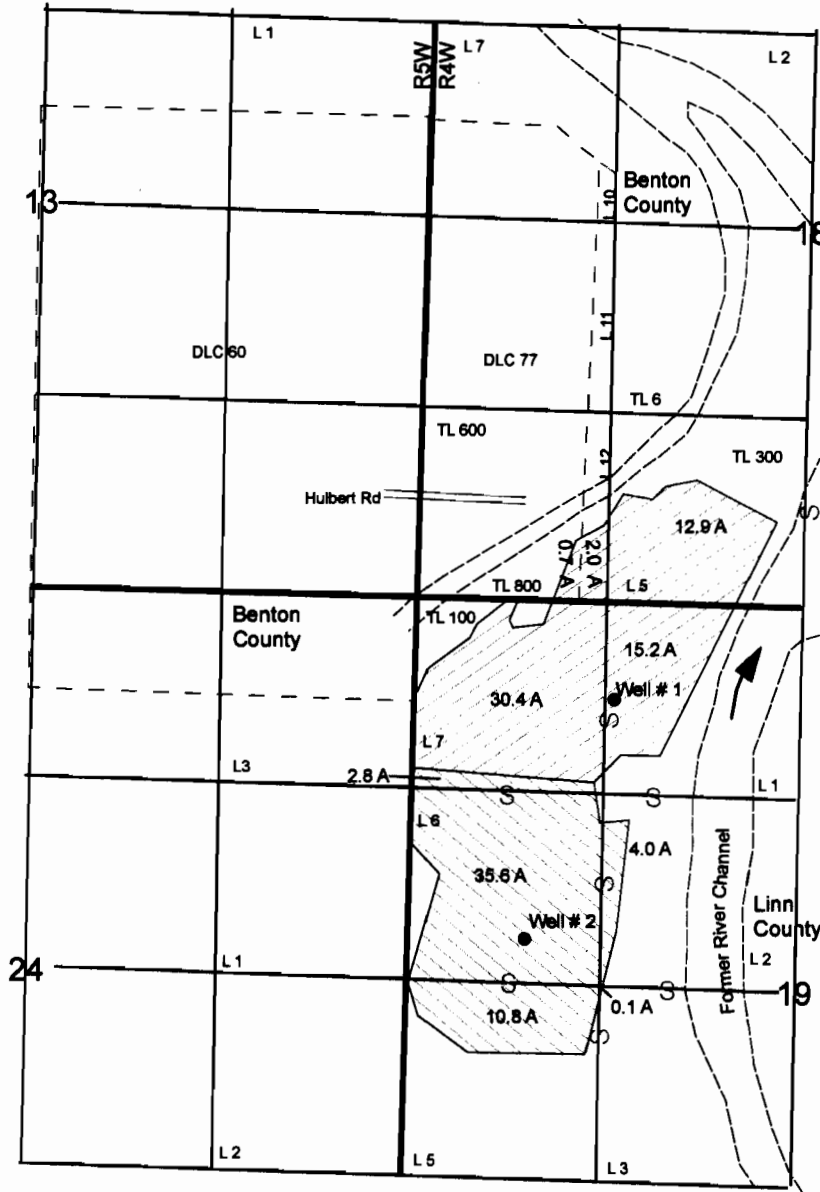 L 1
L 7
L 2
R5W
R4W
Benton
County
13
L 10
18
L 11
DLC 60
DLC 77
TL 6
TL 600
L 12
TL 300
Hulbert Rd
S
12.9 A
2.0 A
0.7 A
TL 800
L 5
Benton
County
TL 100
15.2 A
30.4 A
Well # 1
S
L 7
L 3
2.8 A
S
S
L 1
L 6
4.0 A
35.6 A
S
Former River Channel
Linn
County
Well # 2
L 2
24
L 1
S
S
19
0.1 A
10.8 A
S
L 2
L 5
L 3